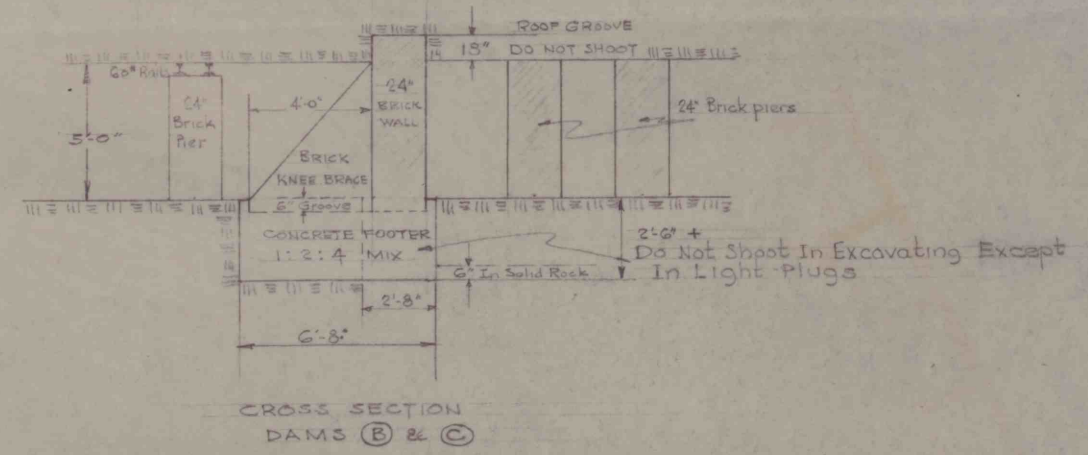 ROOF GROOVE
18" DO NOT SHOOT
60# Rail
24"
Brick
Pier
4'-0"
24"
BRICK
WALL
24" Brick piers
5'-0"
BRICK
KNEE BRACE
6" Groove
CONCRETE FOOTER
1:2:4 MIX
2'-6" +
Do Not Shoot In Excavating Except
In Light Plugs
6" In Solid Rock
2'-8"
6'-8"
CROSS SECTION
DAMS B & C